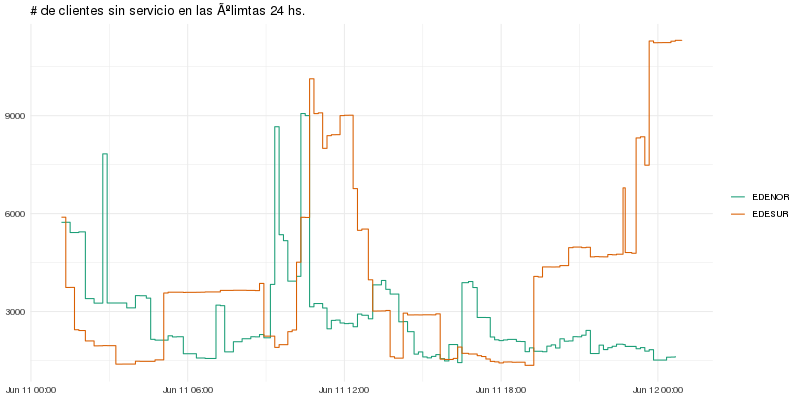 # de clientes sin servicio en las Ãºlimtas 24 hs.
9000
6000
3000
Jun 11 00:00
Jun 11 06:00
Jun 11 12:00
Jun 11 18:00
Jun 12 00:00
EDENOR
EDESUR